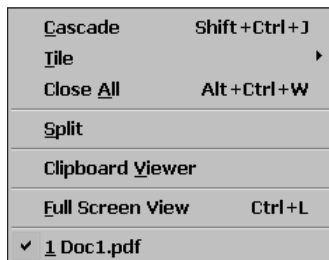 Cascade Shift+Ctrl+J
Tile
Close All Alt+Ctrl+W
Split
Clipboard Viewer
Full Screen View Ctrl+L
1 Doc1.pdf